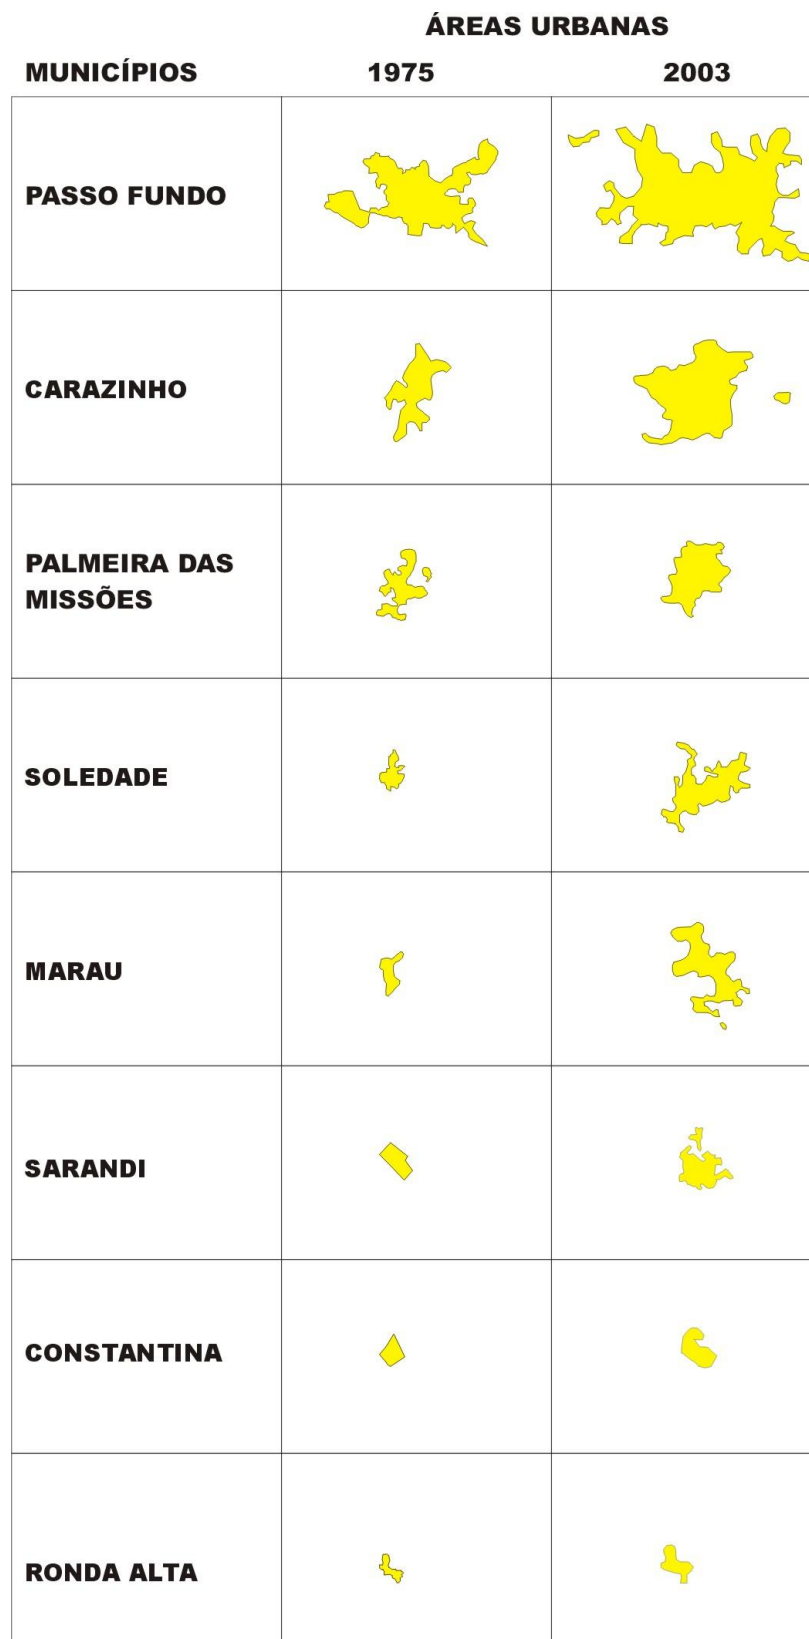 ÁREAS URBANAS
MUNICÍPIOS 1975 2003
PASSO FUNDO
CARAZINHO
PALMEIRA DAS
MISSÕES
SOLEDADE
MARAU
SARANDI
CONSTANTINA
RONDA ALTA